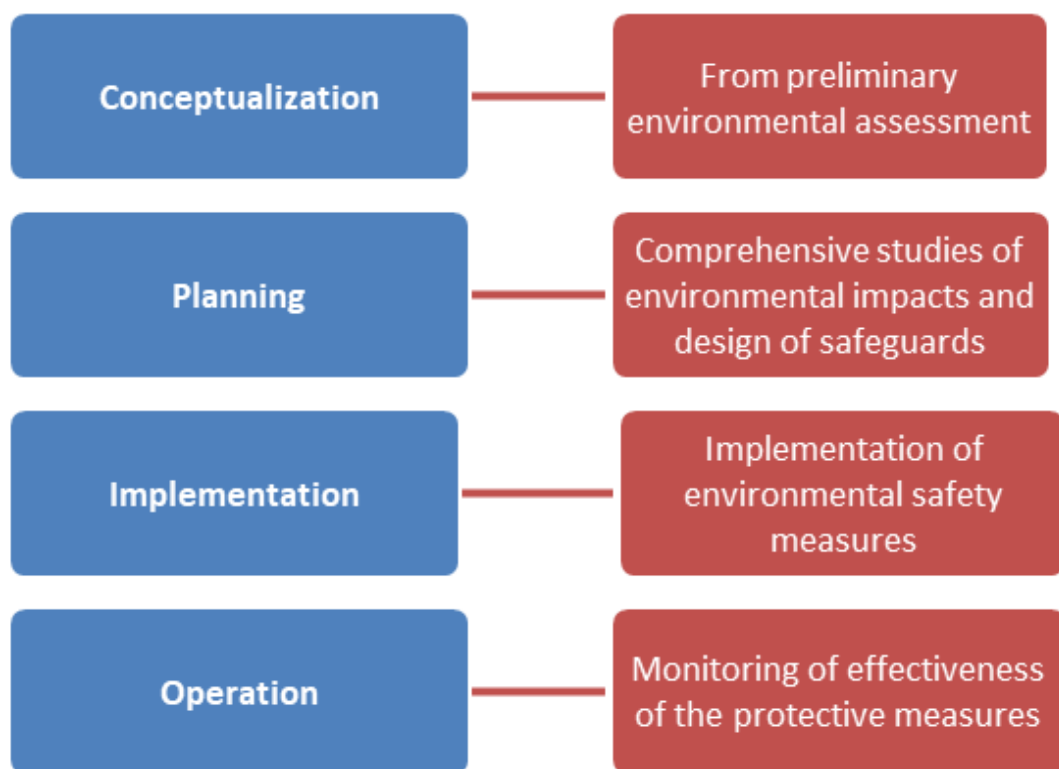 Conceptualization
From preliminary
environmental assessment
Planning
Comprehensive studies of
environmental impacts and
design of safeguards
Implementation
Implementation of
environmental safety
measures
Operation
Monitoring of effectiveness
of the protective measures